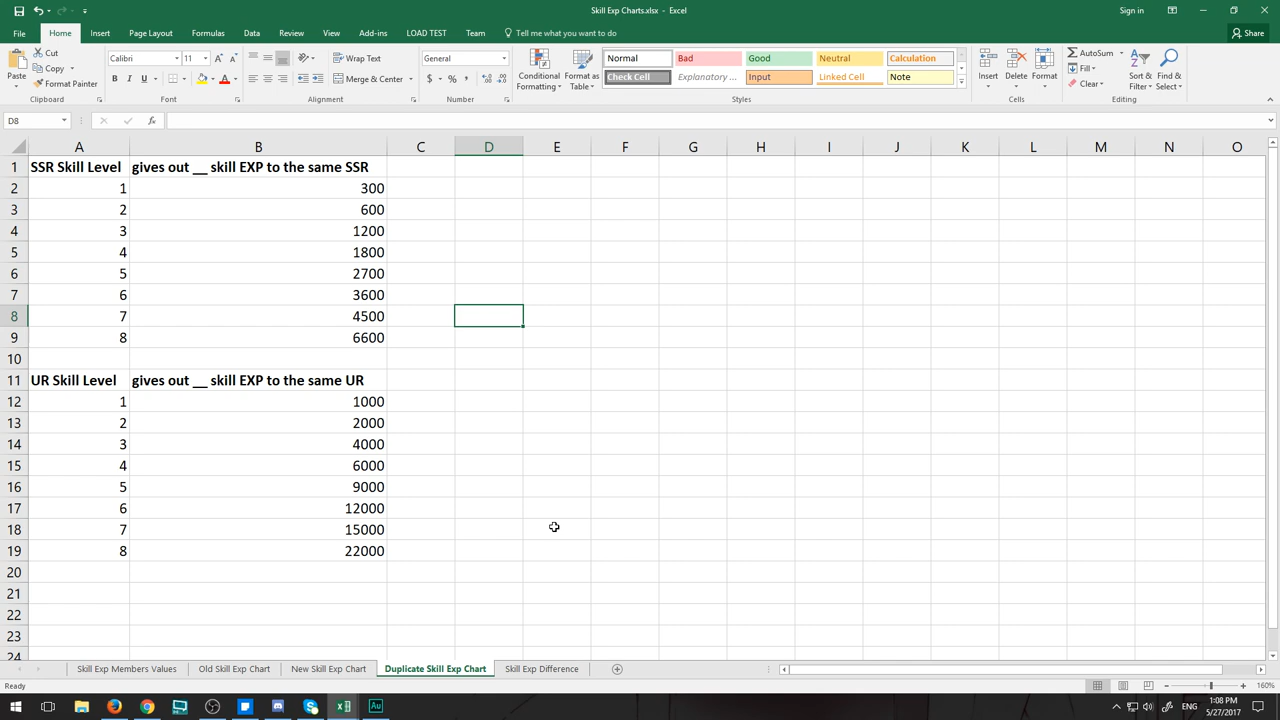 Skill Exp Charts.xlsx - Excel
Sign in
File Home Insert Page Layout Formulas Data Review View Add-ins LOAD TEST Team Tell me what you want to do Share
Paste Cut Copy Format Painter Clipboard
Calibri 11 B I U Font
Wrap Text Merge & Center Alignment
General $ % , Number
Conditional Formatting Format as Table
Normal Bad Good Neutral Calculation
Check Cell Explanatory ... Input Linked Cell Note
Styles
Insert Delete Format Cells
AutoSum Fill Clear Sort & Filter Find & Select Editing
D8 fx
A B C D E F G H I J K L M N O
1 SSR Skill Level gives out __ skill EXP to the same SSR
2 1 300
3 2 600
4 3 1200
5 4 1800
6 5 2700
7 6 3600
8 7 4500
9 8 6600
10
11 UR Skill Level gives out __ skill EXP to the same UR
12 1 1000
13 2 2000
14 3 4000
15 4 6000
16 5 9000
17 6 12000
18 7 15000
19 8 22000
20
21
22
23
24
Skill Exp Members Values Old Skill Exp Chart New Skill Exp Chart Duplicate Skill Exp Chart Skill Exp Difference
Ready 160%
Au ENG 1:08 PM
5/27/2017